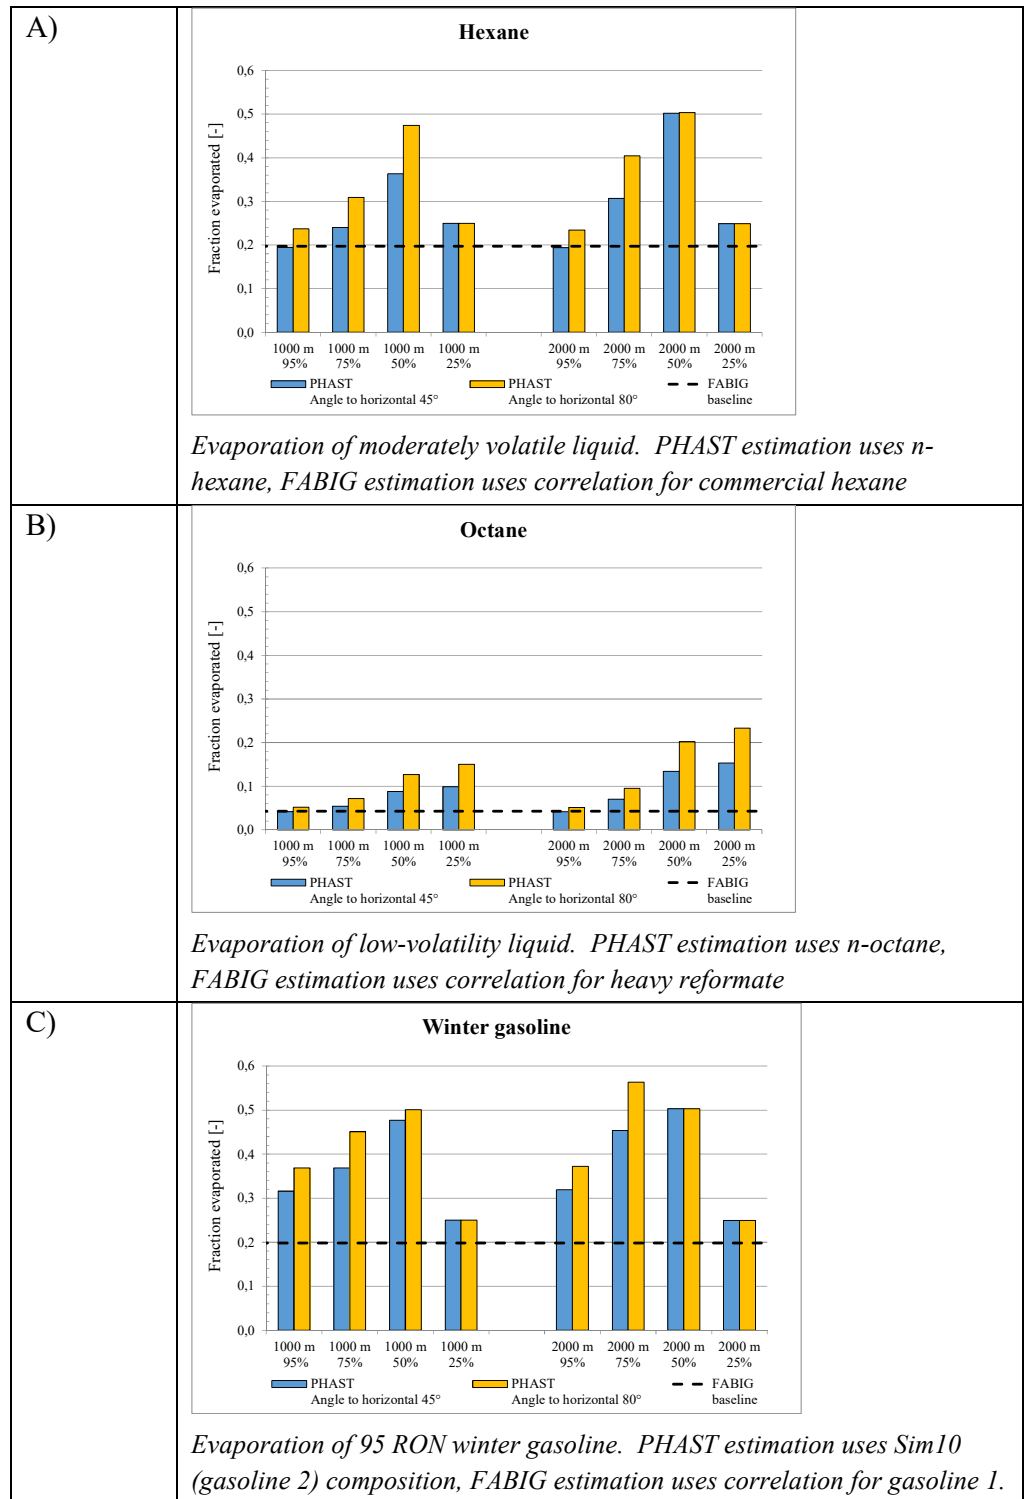 A)
Hexane
0,6
0,5
0,4
0,3
0,2
0,1
0,0
Fraction evaporated [-]
1000 m 1000 m 1000 m 1000 m 2000 m 2000 m 2000 m 2000 m
95% 75% 50% 25% 95% 75% 50% 25%
PHAST PHAST FABIG
Angle to horizontal 45° Angle to horizontal 80° baseline
Evaporation of moderately volatile liquid. PHAST estimation uses n-
hexane, FABIG estimation uses correlation for commercial hexane
B)
Octane
0,6
0,5
0,4
0,3
0,2
0,1
0,0
Fraction evaporated [-]
1000 m 1000 m 1000 m 1000 m 2000 m 2000 m 2000 m 2000 m
95% 75% 50% 25% 95% 75% 50% 25%
PHAST PHAST FABIG
Angle to horizontal 45° Angle to horizontal 80° baseline
Evaporation of low-volatility liquid. PHAST estimation uses n-octane,
FABIG estimation uses correlation for heavy reformate
C)
Winter gasoline
0,6
0,5
0,4
0,3
0,2
0,1
0,0
Fraction evaporated [-]
1000 m 1000 m 1000 m 1000 m 2000 m 2000 m 2000 m 2000 m
95% 75% 50% 25% 95% 75% 50% 25%
PHAST PHAST FABIG
Angle to horizontal 45° Angle to horizontal 80° baseline
Evaporation of 95 RON winter gasoline. PHAST estimation uses Sim10
(gasoline 2) composition, FABIG estimation uses correlation for gasoline 1.